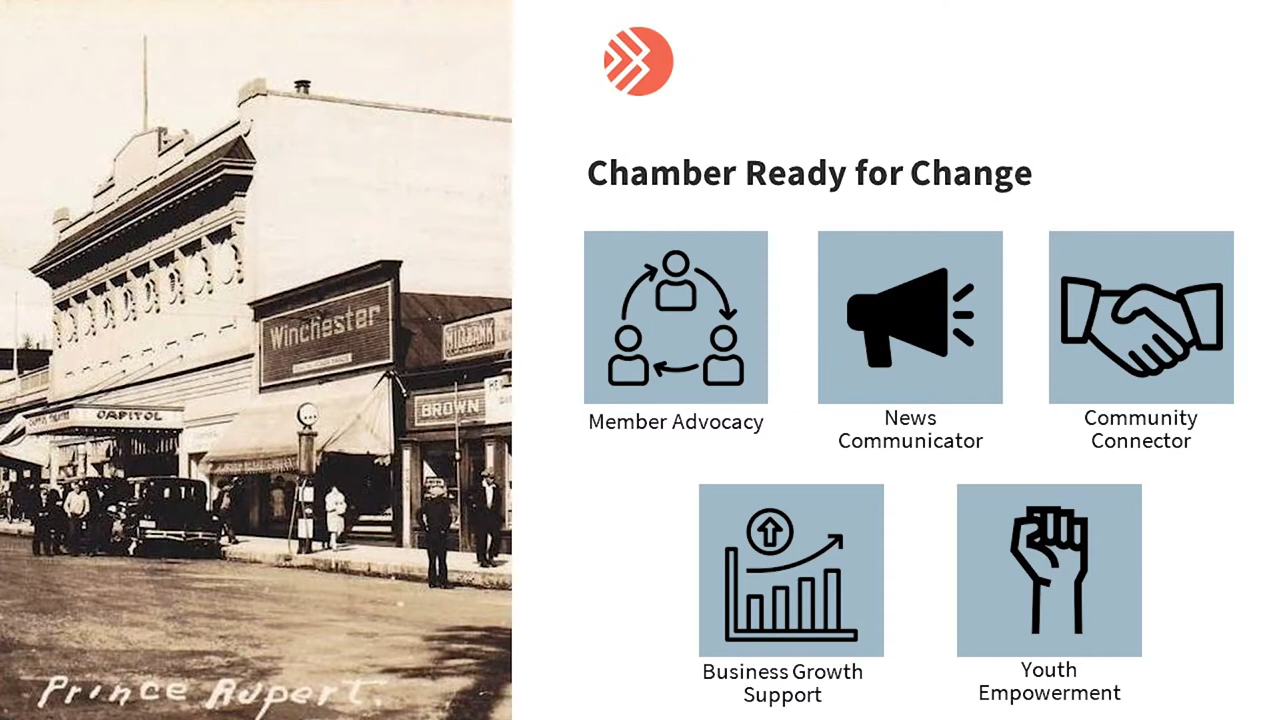 Winchester
BROWN
CAPITOL
Prince Rupert.
Chamber Ready for Change
Member Advocacy
News
Communicator
Community
Connector
Business Growth
Support
Youth
Empowerment